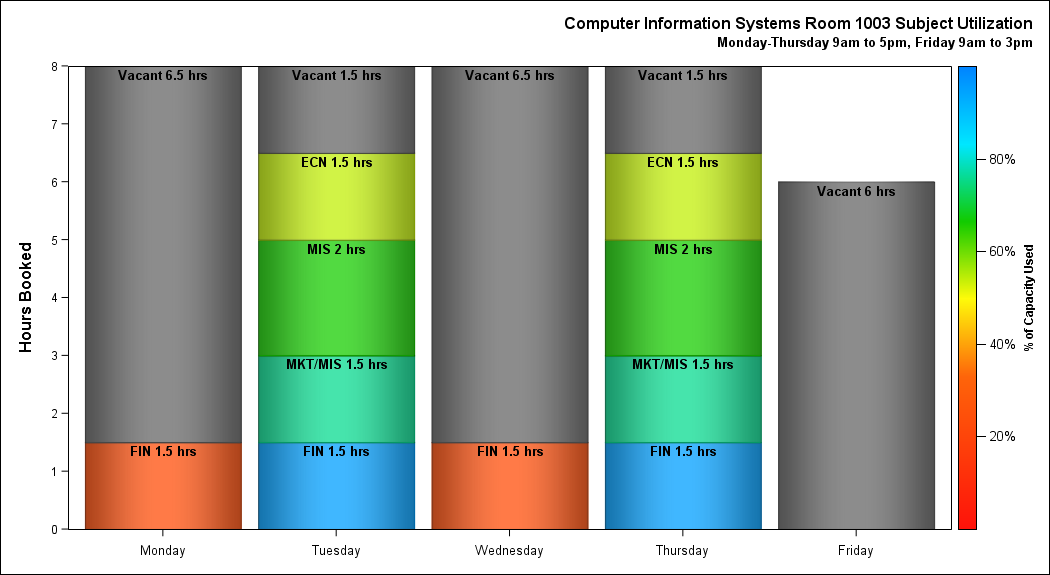 Computer Information Systems Room 1003 Subject Utilization
Monday-Thursday 9am to 5pm, Friday 9am to 3pm
Hours Booked
8
7
6
5
4
3
2
1
0
Vacant 6.5 hrs
FIN 1.5 hrs
Vacant 1.5 hrs
ECN 1.5 hrs
MIS 2 hrs
MKT/MIS 1.5 hrs
FIN 1.5 hrs
Vacant 6.5 hrs
FIN 1.5 hrs
Vacant 1.5 hrs
ECN 1.5 hrs
MIS 2 hrs
MKT/MIS 1.5 hrs
FIN 1.5 hrs
Vacant 6 hrs
Monday
Tuesday
Wednesday
Thursday
Friday
80%
60%
40%
20%
% of Capacity Used